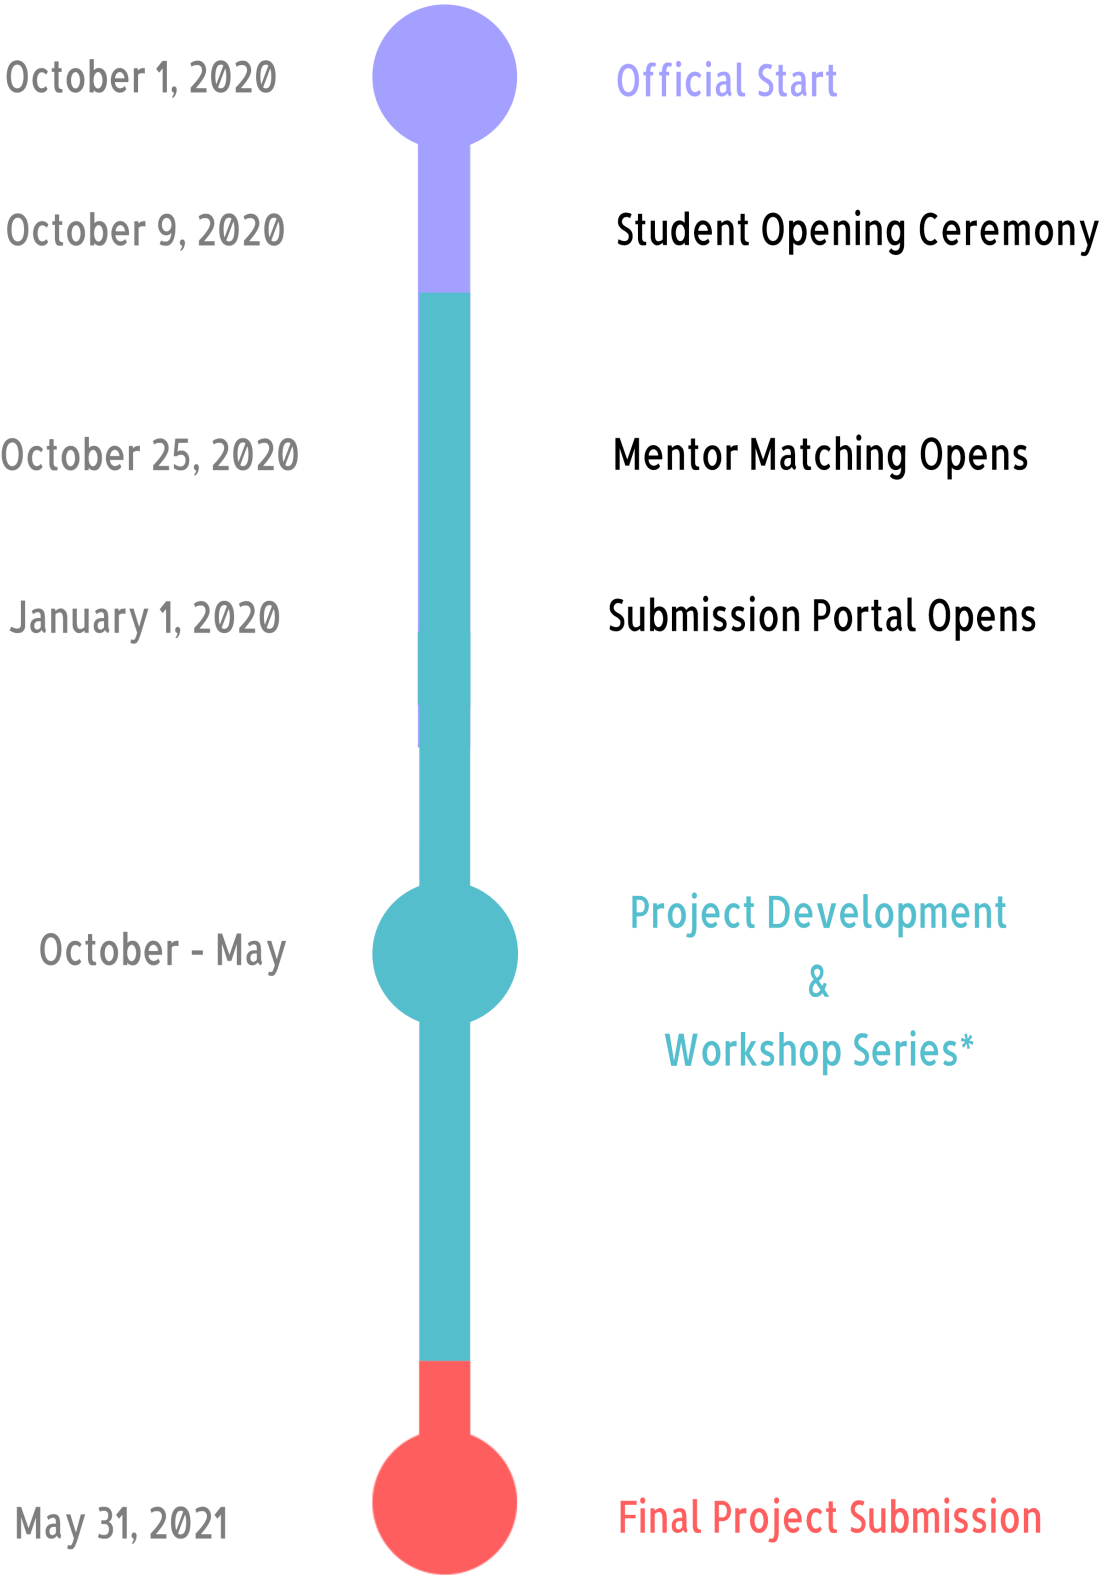 October 1, 2020
Official Start
October 9, 2020
Student Opening Ceremony
October 25, 2020
Mentor Matching Opens
January 1, 2020
Submission Portal Opens
October - May
Project Development
&
Workshop Series*
May 31, 2021
Final Project Submission